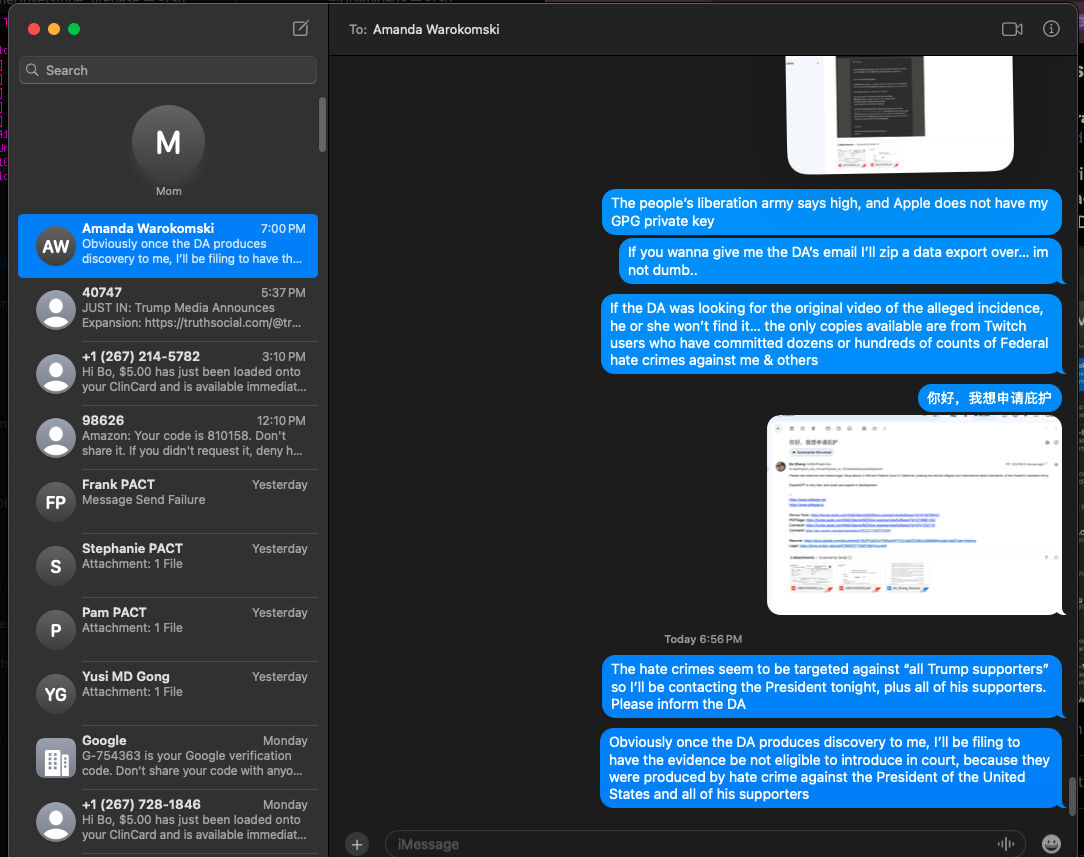 To: Amanda Warokomski
Search
M
Mom
AW
Amanda Warokomski 7:00 PM
Obviously once the DA produces
discovery to me, I'll be filing to have th...
40747 5:37 PM
JUST IN: Trump Media Announces
Expansion: https://truthsocial.com/@tr...
+1 (267) 214-5782 3:10 PM
Hi Bo, $5.00 has just been loaded onto
your ClinCard and is available immediat...
98626 12:10 PM
Amazon: Your code is 810158. Don't
share it. If you didn't request it, deny h...
FP
Frank PACT Yesterday
Message Send Failure
S
Stephanie PACT Yesterday
Attachment: 1 File
P
Pam PACT Yesterday
Attachment: 1 File
YG
Yusi MD Gong Yesterday
Attachment: 1 File
Google Monday
G-754363 is your Google verification
code. Don't share your code with anyo...
+1 (267) 728-1846 Monday
Hi Bo, $5.00 has just been loaded onto
your ClinCard and is available immediat...
The people's liberation army says high, and Apple does not have my
GPG private key
If you wanna give me the DA's email I'll zip a data export over... im
not dumb..
If the DA was looking for the original video of the alleged incidence,
he or she won't find it... the only copies available are from Twitch
users who have committed dozens or hundreds of counts of Federal
hate crimes against me & others
你好，我想申请庇护
你好，我想申请庇护
Summarize this email
Today 6:56 PM
The hate crimes seem to be targeted against “all Trump supporters”
so I'll be contacting the President tonight, plus all of his supporters.
Please inform the DA
Obviously once the DA produces discovery to me, I'll be filing to
have the evidence be not eligible to introduce in court, because they
were produced by hate crime against the President of the United
States and all of his supporters
iMessage